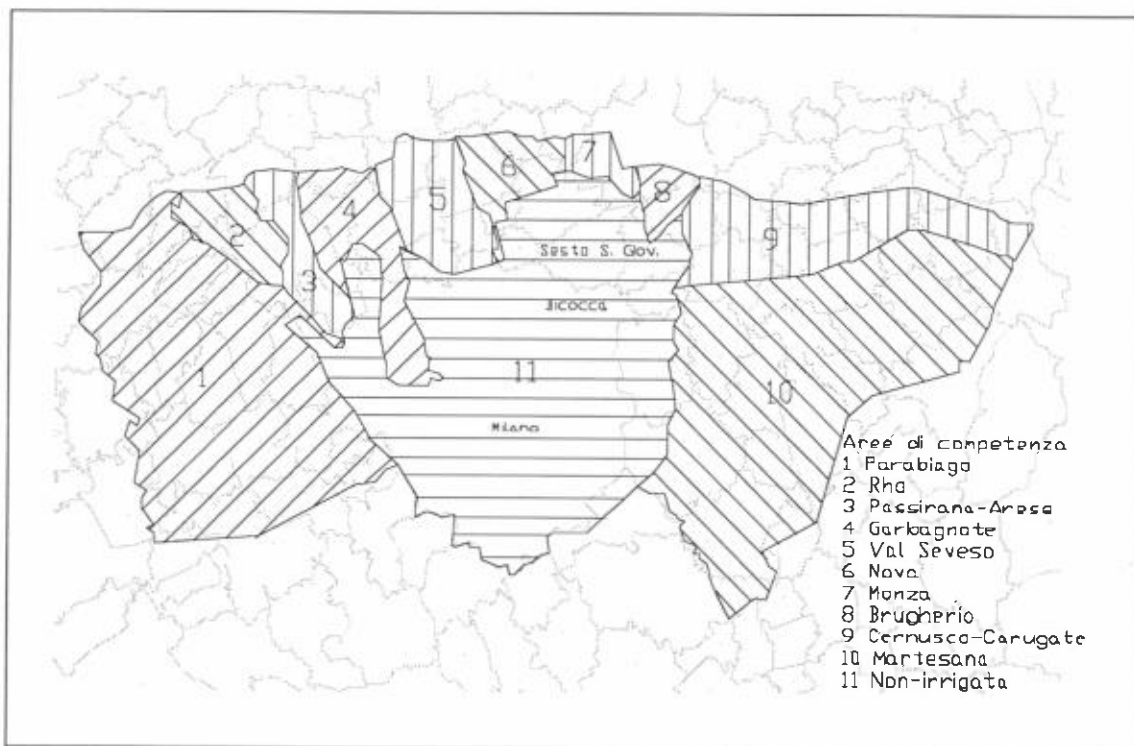 7
6
8
5
4
2
9
Sesto S. Giov.
3
Bicocca
1
11
10
Milano
Aree di competenza
1 Parabiago
2 Rho
3 Passirana-Arese
4 Garbagnate
5 Val Seveso
6 Nova
7 Monza
8 Brugherio
9 Cernusco-Carugate
10 Martesana
11 Non-irrigata